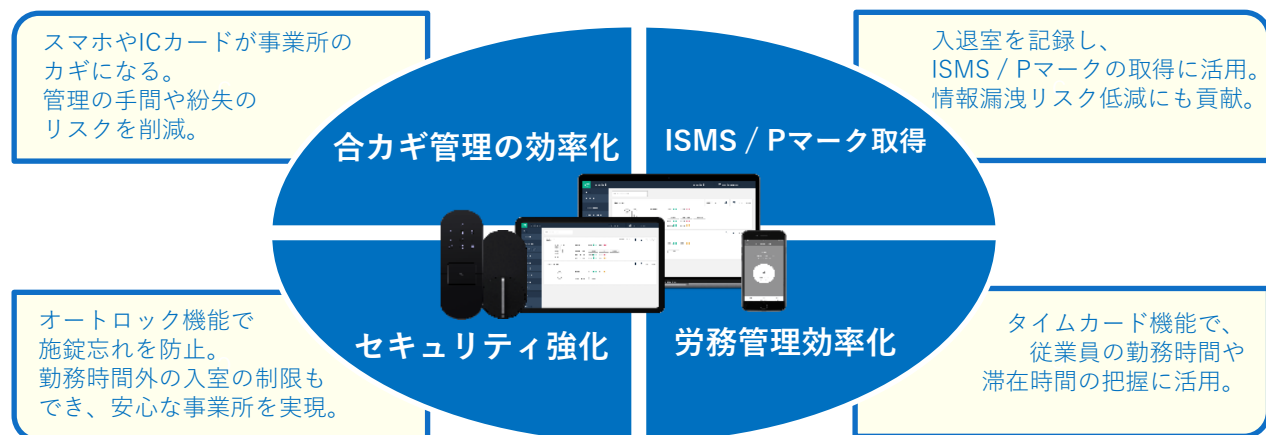 スマホやICカードが事業所の
カギになる。
管理の手間や紛失の
リスクを削減。
入退室を記録し、
ISMS / Pマークの取得に活用。
情報漏洩リスク低減にも貢献。
合カギ管理の効率化
ISMS / Pマーク取得
セキュリティ強化
労務管理効率化
オートロック機能で
施錠忘れを防止。
勤務時間外の入室の制限も
でき、安心な事業所を実現。
タイムカード機能で、
従業員の勤務時間や
滞在時間の把握に活用。